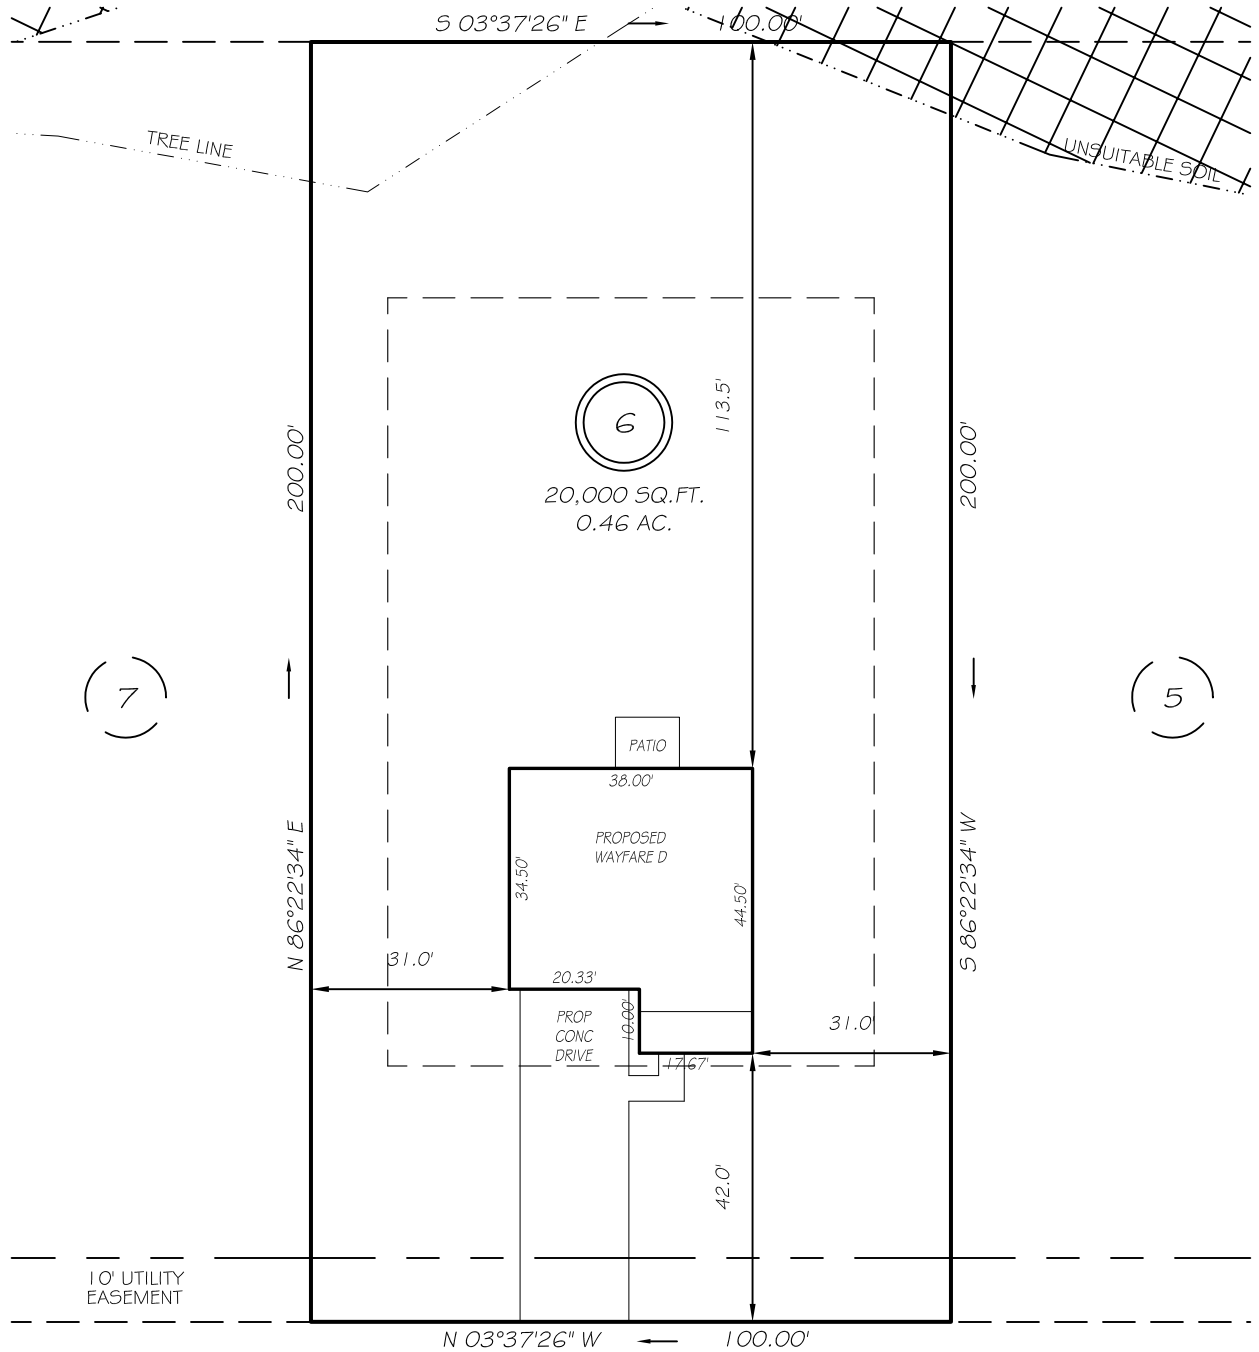 S 03°37'26" E 100.00'
TREE LINE
UNSUITABLE SOIL
6
20,000 SQ.FT.
0.46 AC.
113.5'
200.00'
200.00'
7
5
PATIO
38.00'
PROPOSED
WAYFARE D
34.50'
44.50'
N 86°22'34" E
S 86°22'34" W
31.0'
20.33'
PROP
CONC
DRIVE
10.00'
31.0'
17.67'
42.0'
10' UTILITY
EASEMENT
N 03°37'26" W 100.00'